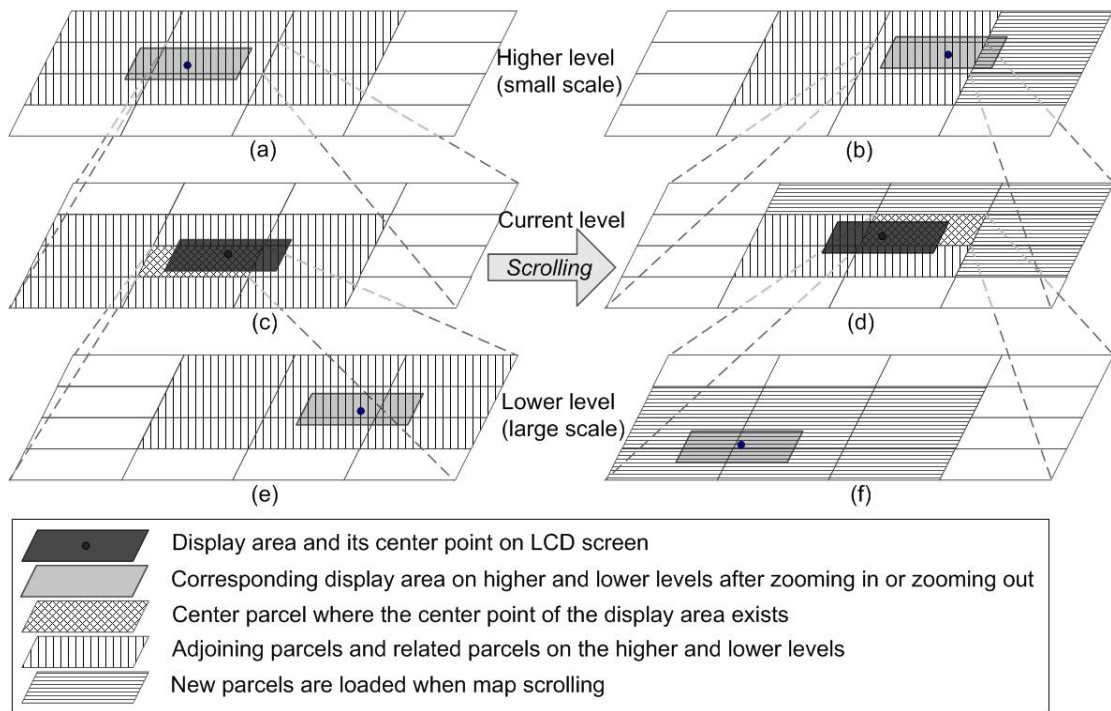 Higher level
(small scale)
(a)
(b)
Current level
Scrolling
(c)
(d)
Lower level
(large scale)
(e)
(f)
Display area and its center point on LCD screen
Corresponding display area on higher and lower levels after zooming in or zooming out
Center parcel where the center point of the display area exists
Adjoining parcels and related parcels on the higher and lower levels
New parcels are loaded when map scrolling